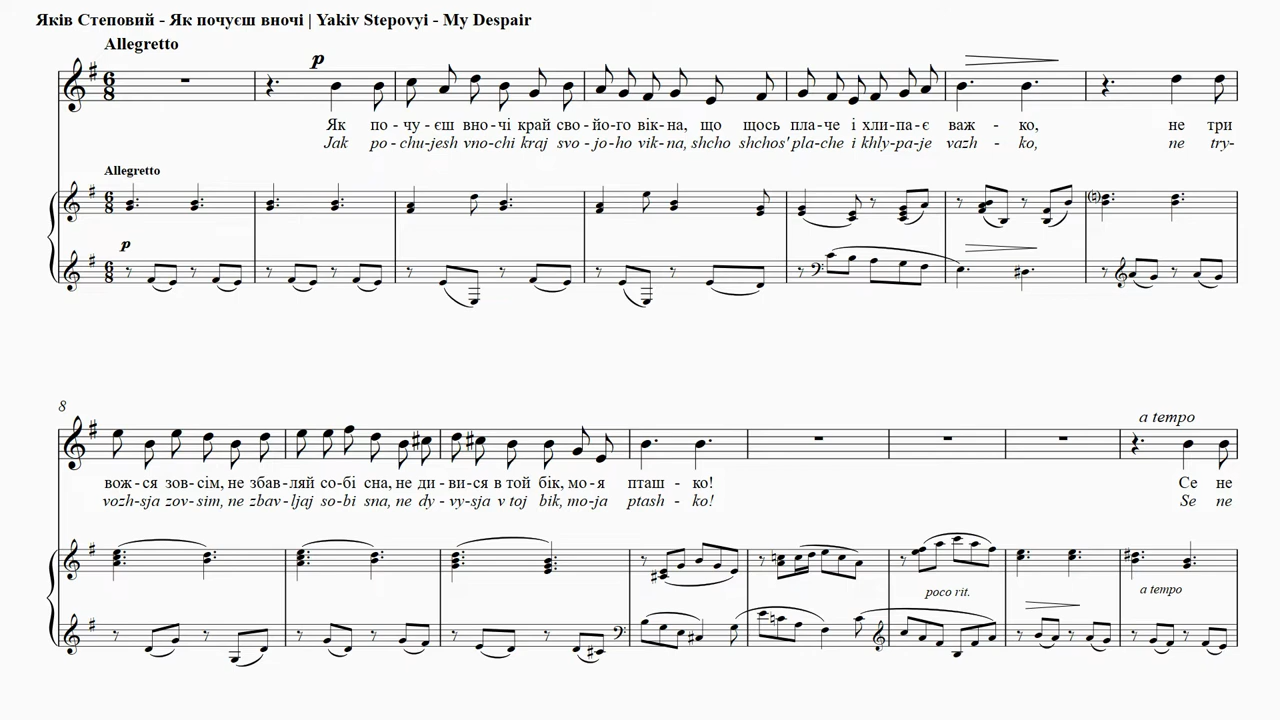 Яків Степовий - Як почуєш вночі | Yakiv Stepovyi - My Despair
Allegretto
p
Як по - чу - єш вно - чі край сво - йо - го вік - на, що щось пла - че і хли - па - є важ - ко, не три
Jak po - chu - jesh vno - chi kraj svo - jo - ho vik - na, shcho shchos' pla - che i khly - pa - je vazh - ko, ne try-
Allegretto
p
8
a tempo
вож - ся зов - сім, не збав - ляй со - бі сна, не ди - ви - ся в той бік, мо - я пташ - ко! Се не
vozh - sja zov - sim, ne zbav - ljaj so - bi sna, ne dy - vy - sja v toj bik, mo - ja ptash - ko! Se ne
poco rit.
a tempo